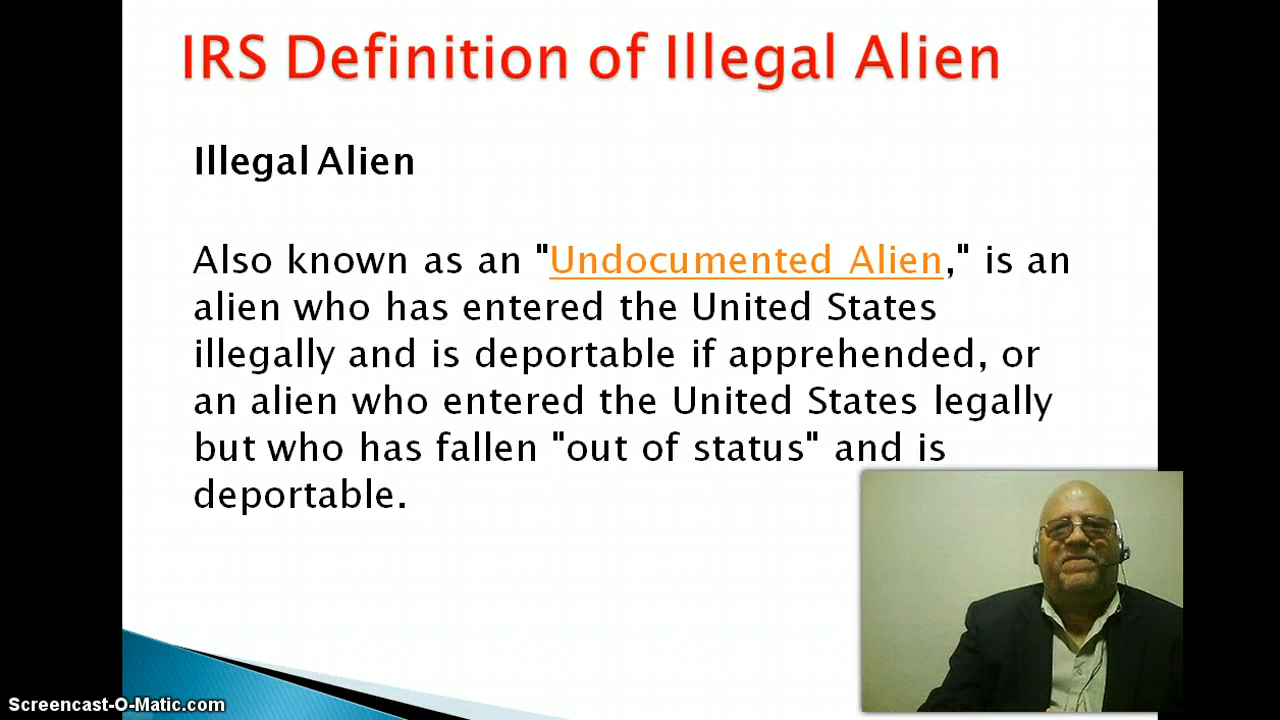 IRS Definition of Illegal Alien
Illegal Alien
Also known as an "Undocumented Alien," is an
alien who has entered the United States
illegally and is deportable if apprehended, or
an alien who entered the United States legally
but who has fallen "out of status" and is
deportable.
Screencast-O-Matic.com